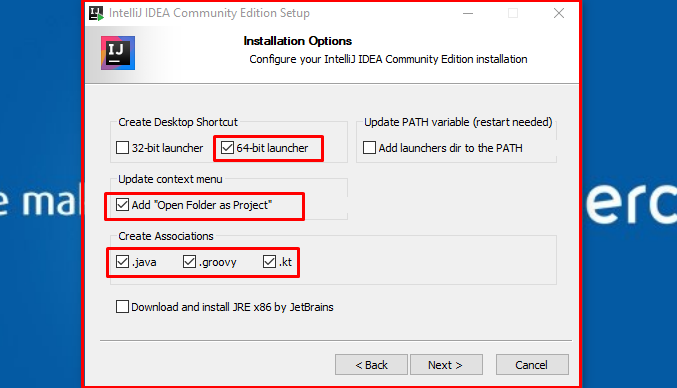 IntelliJ IDEA Community Edition Setup
IJ
Installation Options
Configure your IntelliJ IDEA Community Edition installation
Create Desktop Shortcut
32-bit launcher
64-bit launcher
Update PATH variable (restart needed)
Add launchers dir to the PATH
Update context menu
Add "Open Folder as Project"
e mak
erc
Create Associations
.java
.groovy
.kt
Download and install JRE x86 by JetBrains
< Back
Next >
Cancel